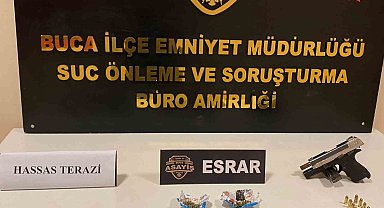 BUCA İLÇE EMNİYET MÜDÜRLÜĞÜ
SUÇ ÖNLEME VE SORUŞTURMA
BÜRO AMİRLİĞİ
HASSAS TERAZİ
ASAYİŞ
ESRAR